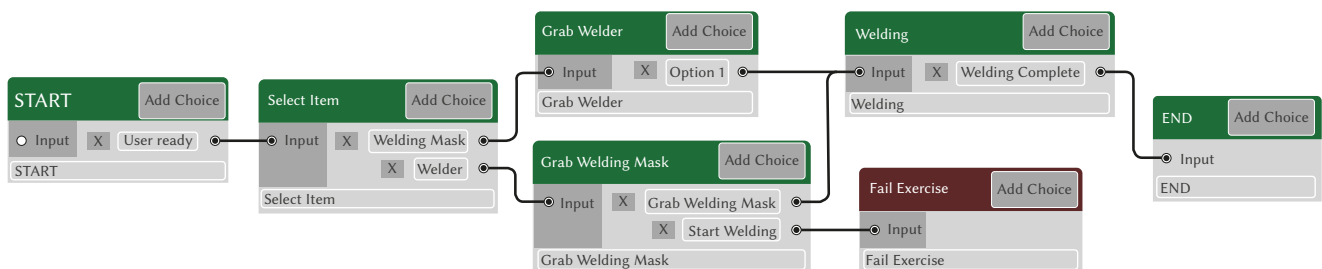 START
Add Choice
Input
X
User ready
START
Select Item
Add Choice
Input
X
Welding Mask
X
Welder
Select Item
Grab Welder
Add Choice
Input
X
Option 1
Grab Welder
Grab Welding Mask
Add Choice
Input
X
Grab Welding Mask
X
Start Welding
Grab Welding Mask
Welding
Add Choice
Input
X
Welding Complete
Welding
Fail Exercise
Add Choice
Input
Fail Exercise
END
Add Choice
Input
END